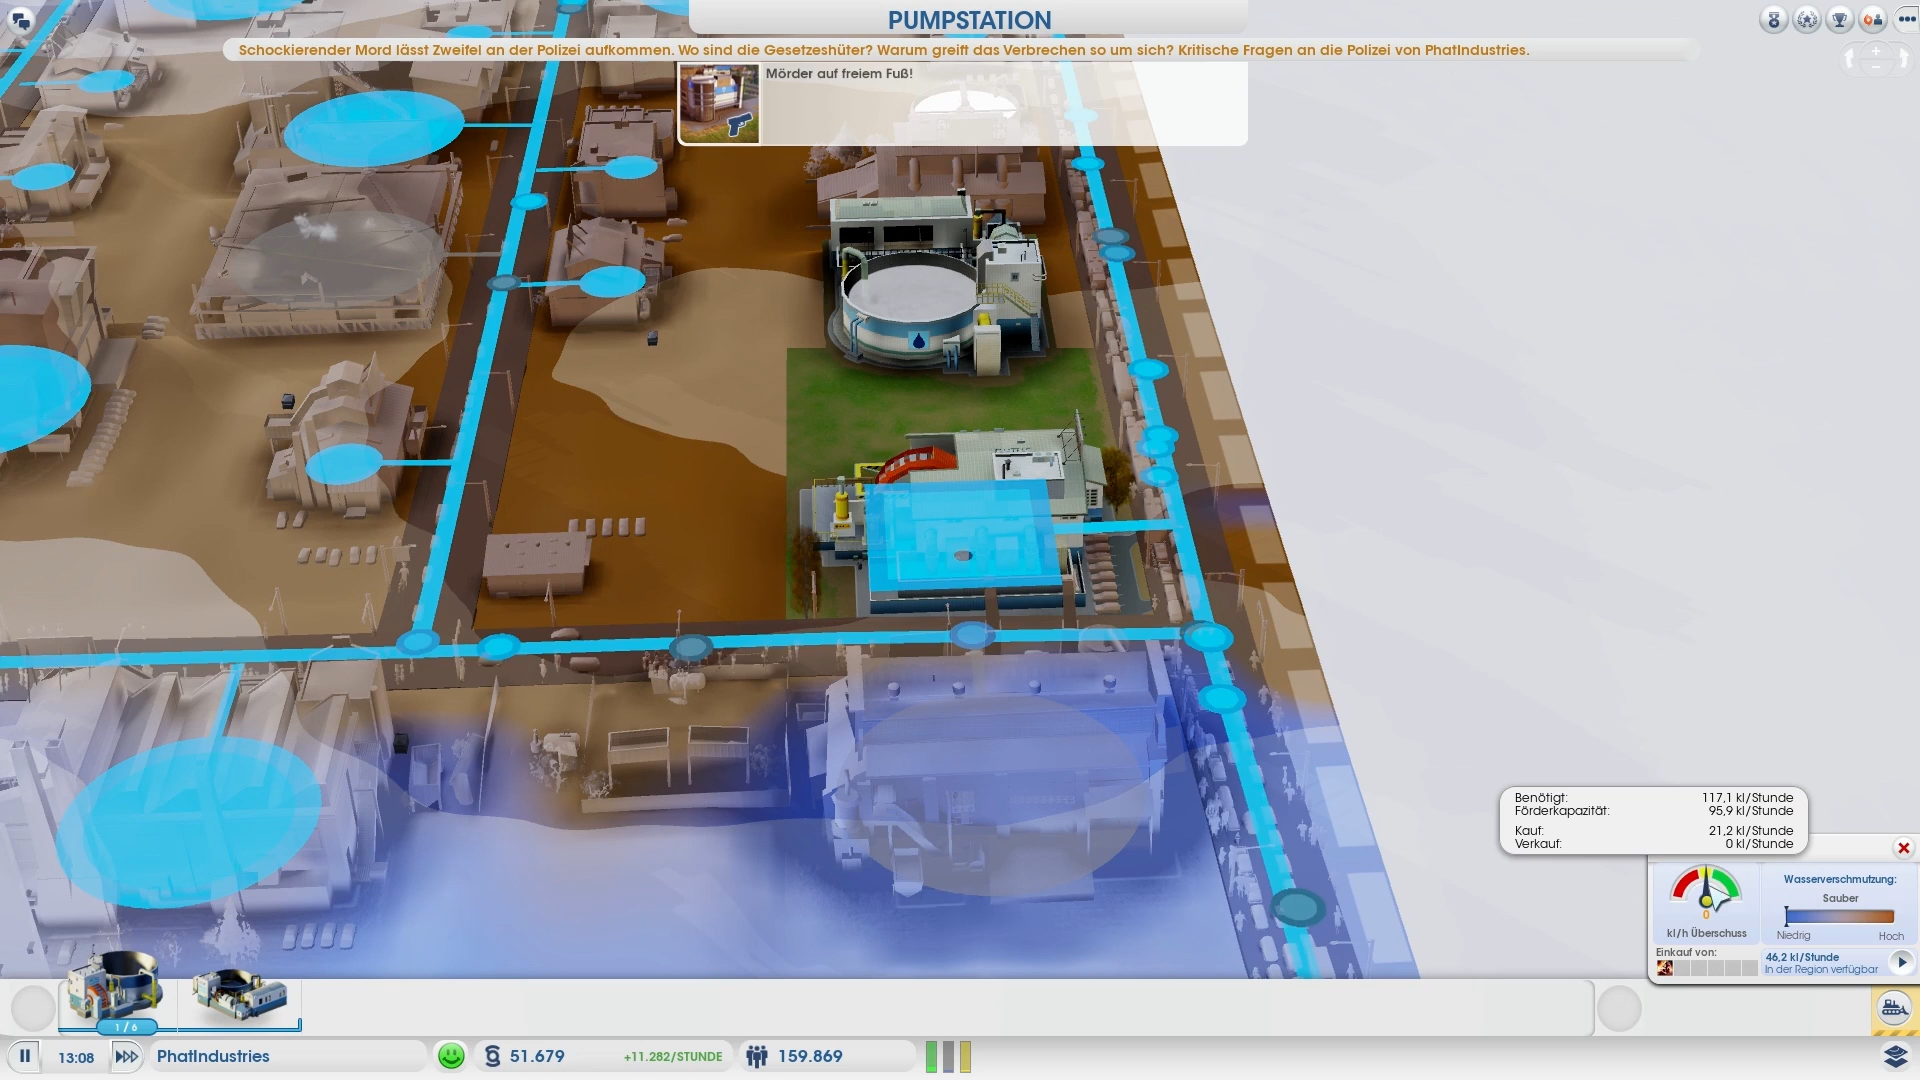 PUMPSTATION
Schockierender Mord lässt Zweifel an der Polizei aufkommen. Wo sind die Gesetzeshüter? Warum greift das Verbrechen so um sich? Kritische Fragen an die Polizei von PhatIndustries.
Mörder auf freiem Fuß!
Benötigt: 117,1 kl/Stunde
Förderkapazität: 95,9 kl/Stunde
Kauf: 21,2 kl/Stunde
Verkauf: 0 kl/Stunde
Wasserverschmutzung:
Sauber
0
kl/h Überschuss
Niedrig Hoch
Einkauf von:
46,2 kl/Stunde
In der Region verfügbar
1 / 6
13:08 PhatIndustries 51.679 +11.282/STUNDE 159.869